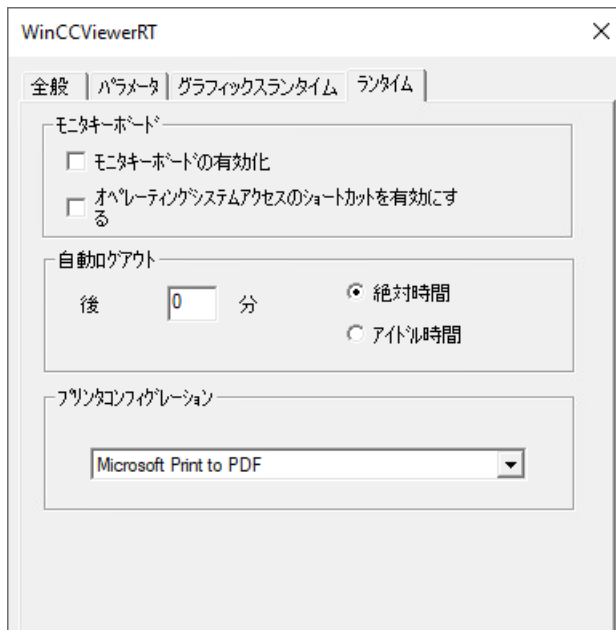 WinCCViewerRT
全般 ﾊﾟﾗﾒｰﾀ グラフィックスランタイム ﾗﾝﾀｲﾑ
ﾓﾆﾀｷｰﾎﾞｰﾄﾞ
ﾓﾆﾀｷｰﾎﾞｰﾄﾞの有効化
ｵﾍﾟﾚｰﾃｨﾝｸﾞｼｽﾃﾑｱｸｾｽのｼｮｰﾄｶｯﾄを有効にす
る
自動ﾛｸﾞｱｳﾄ
後 0 分 絶対時間
ｱｲﾄﾞﾙ時間
ﾌﾟﾘﾝﾀｺﾝﾌｨｸﾞﾚｰｼｮﾝ
Microsoft Print to PDF